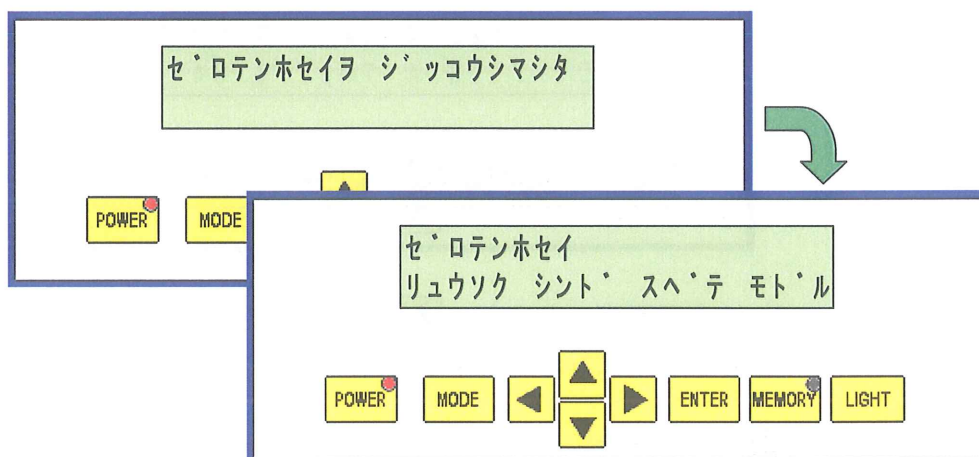 ゼロテンホセイヲ ジッコウシマシタ
POWER MODE
ゼロテンホセイ
リュウソク シンド スベテ モドル
POWER MODE ENTER MEMORY LIGHT